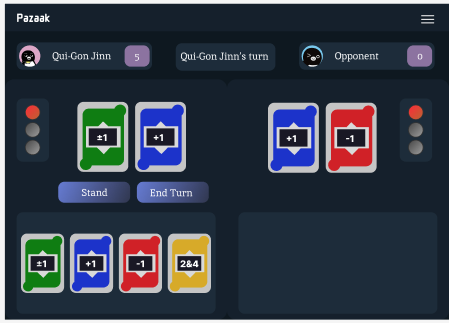 Pazaak
Qui-Gon Jinn 5 Qui-Gon Jinn's turn Opponent 0
±1 +1 +1 -1
Stand End Turn
±1 +1 -1 2&4